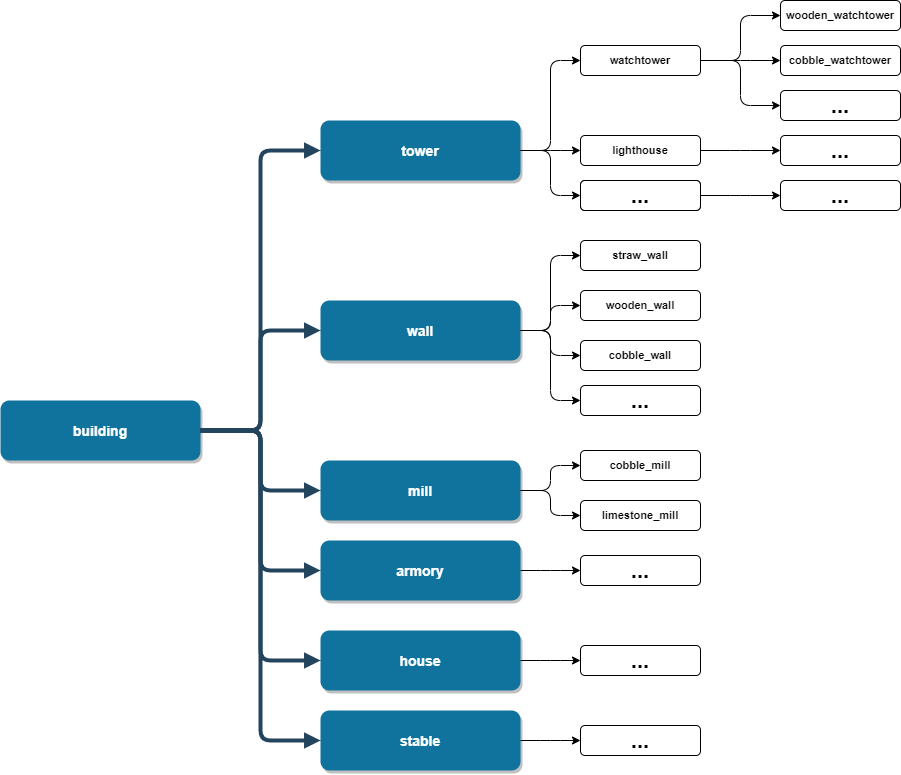 wooden_watchtower
watchtower
cobble_watchtower
...
tower
lighthouse
...
...
...
straw_wall
wooden_wall
wall
cobble_wall
...
building
cobble_mill
mill
limestone_mill
armory
...
house
...
stable
...